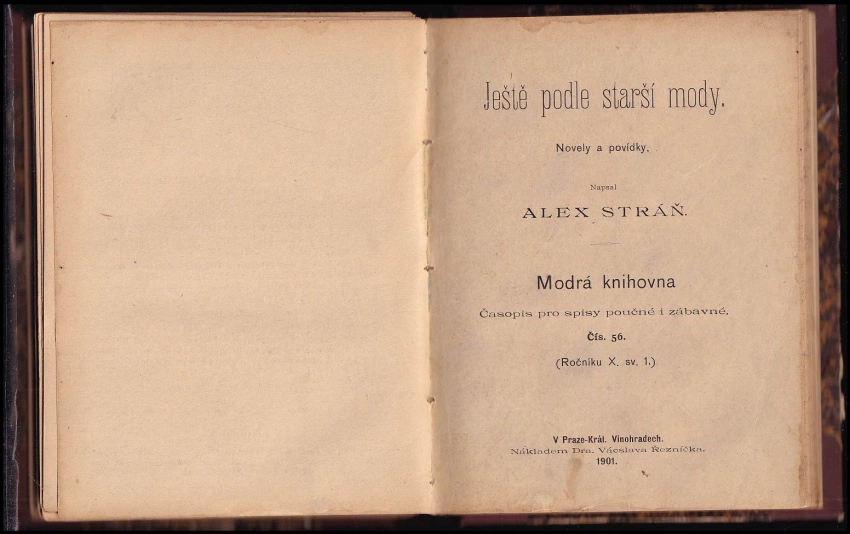 Ještě podle starší mody.
Novely a povídky.
Napsal
ALEX STRÁŇ.
Modrá knihovna
Časopis pro spisy poučné i zábavné.
Čís. 56.
(Ročníku X. sv. 1.)
V Praze-Král. Vinohradech.
Nákladem Dra. Václava Řezníčka.
1901.